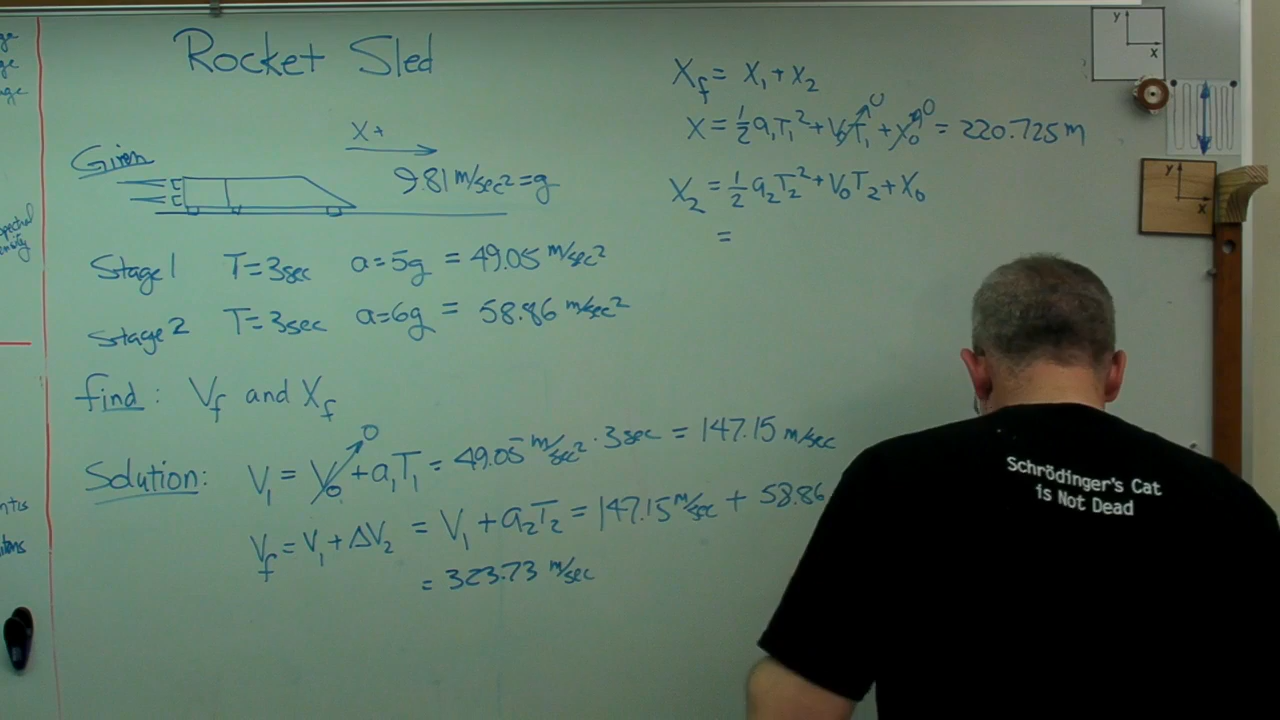 Rocket Sled
Given
X+
9.81 m/sec² = g
Stage 1 T=3sec a=5g = 49.05 m/sec²
Stage 2 T=3sec a=6g = 58.86 m/sec²
find: V_f and X_f
Solution: V₁ = V₀ 0 + a₁T₁ = 49.05 m/sec² · 3sec = 147.15 m/sec
V_f = V₁ + ΔV₂ = V₁ + a₂T₂ = 147.15 m/sec + 58.86
= 323.73 m/sec
X_f = X₁ + X₂
X = ½a₁T₁² + V₀T₁ 0 + X₀ 0 = 220.725 m
X₂ = ½a₂T₂² + V₀T₂ + X₀
=
y
x
y
x
Schrödinger's Cat
is Not Dead